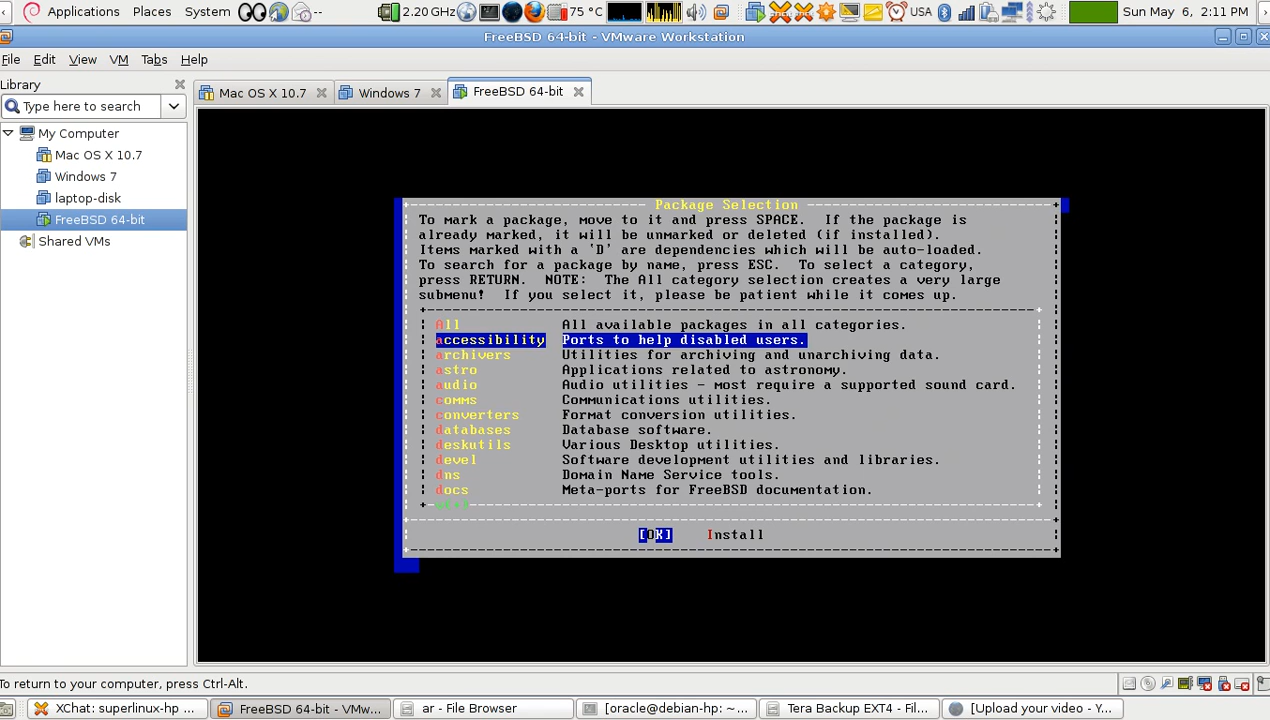 Applications Places System -- 2.20 GHz 75 °C USA Sun May 6, 2:11 PM
FreeBSD 64-bit - VMware Workstation
File Edit View VM Tabs Help
Library
Mac OS X 10.7 Windows 7 FreeBSD 64-bit
Type here to search
My Computer
Mac OS X 10.7
Windows 7
laptop-disk
FreeBSD 64-bit
Shared VMs
Package Selection
To mark a package, move to it and press SPACE. If the package is
already marked, it will be unmarked or deleted (if installed).
Items marked with a 'D' are dependencies which will be auto-loaded.
To search for a package by name, press ESC. To select a category,
press RETURN. NOTE: The All category selection creates a very large
submenu! If you select it, please be patient while it comes up.
All All available packages in all categories.
accessibility Ports to help disabled users.
archivers Utilities for archiving and unarchiving data.
astro Applications related to astronomy.
audio Audio utilities - most require a supported sound card.
comms Communications utilities.
converters Format conversion utilities.
databases Database software.
deskutils Various Desktop utilities.
devel Software development utilities and libraries.
dns Domain Name Service tools.
docs Meta-ports for FreeBSD documentation.
[OK] Install
To return to your computer, press Ctrl-Alt.
XChat: superlinux-hp ... FreeBSD 64-bit - VMw... ar - File Browser [oracle@debian-hp: ~... Tera Backup EXT4 - Fil... [Upload your video - Y...